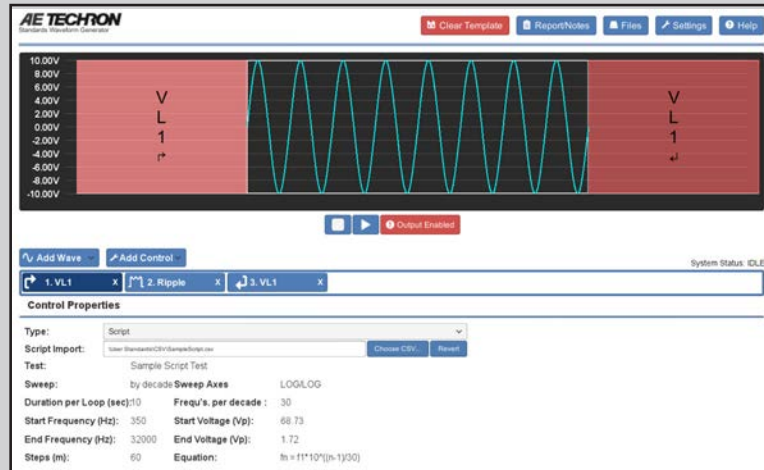 AE TECHRON
Standards Waveform Generator
Clear Template
Report/Notes
Files
Settings
Help
10.00V
8.00V
6.00V
4.00V
2.00V
0.00V
-2.00V
-4.00V
-6.00V
-8.00V
-10.00V
V
L
1
V
L
1
Output Enabled
Add Wave
Add Control
System Status: IDLE
1. VL1 x 2. Ripple x 3. VL1 x
Control Properties
Type: Script
Script Import: \User Standards\CSV\SampleScript.csv Choose CSV... Revert
Test: Sample Script Test
Sweep: by decade Sweep Axes LOG/LOG
Duration per Loop (sec): 10 Frequ's. per decade : 30
Start Frequency (Hz): 350 Start Voltage (Vp): 68.73
End Frequency (Hz): 32000 End Voltage (Vp): 1.72
Steps (m): 60 Equation: fn = f1*10^((n-1)/30)